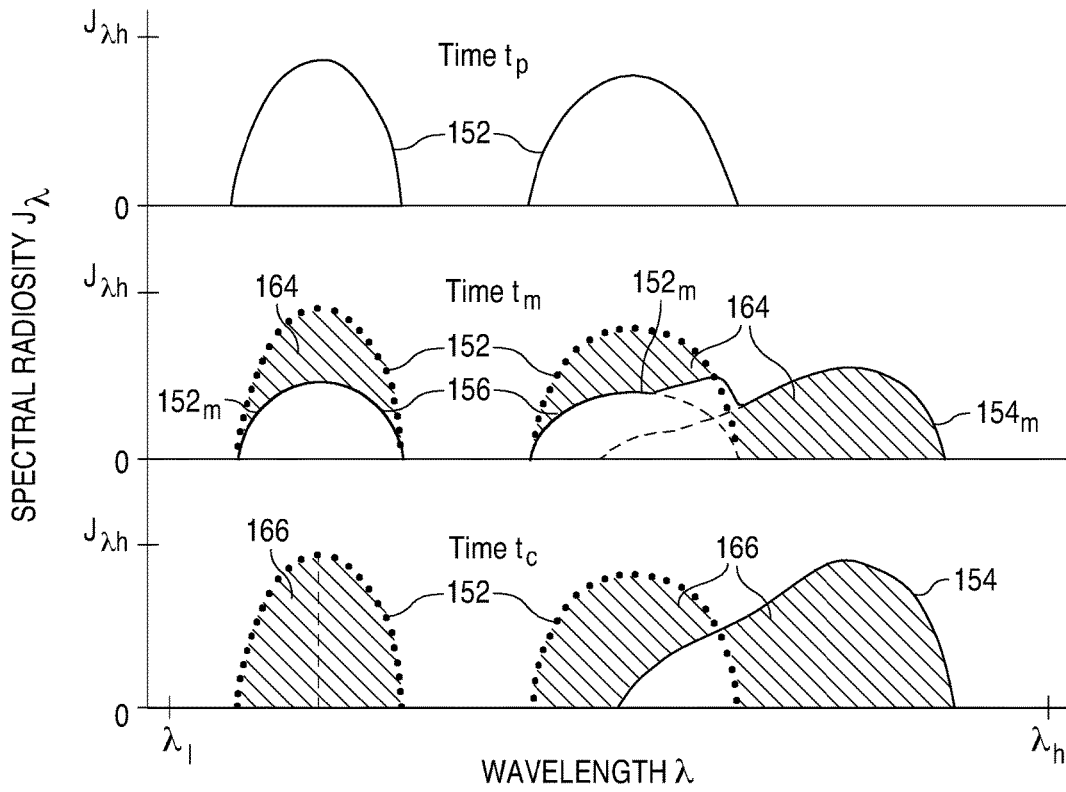 SPECTRAL RADIOSITY Jλ
Jλh
Time tp
152
0
Jλh
164
Time tm
152m
164
152
152m
156
154m
0
Jλh
166
Time tc
166
152
154
0
λl
λh
WAVELENGTH λ